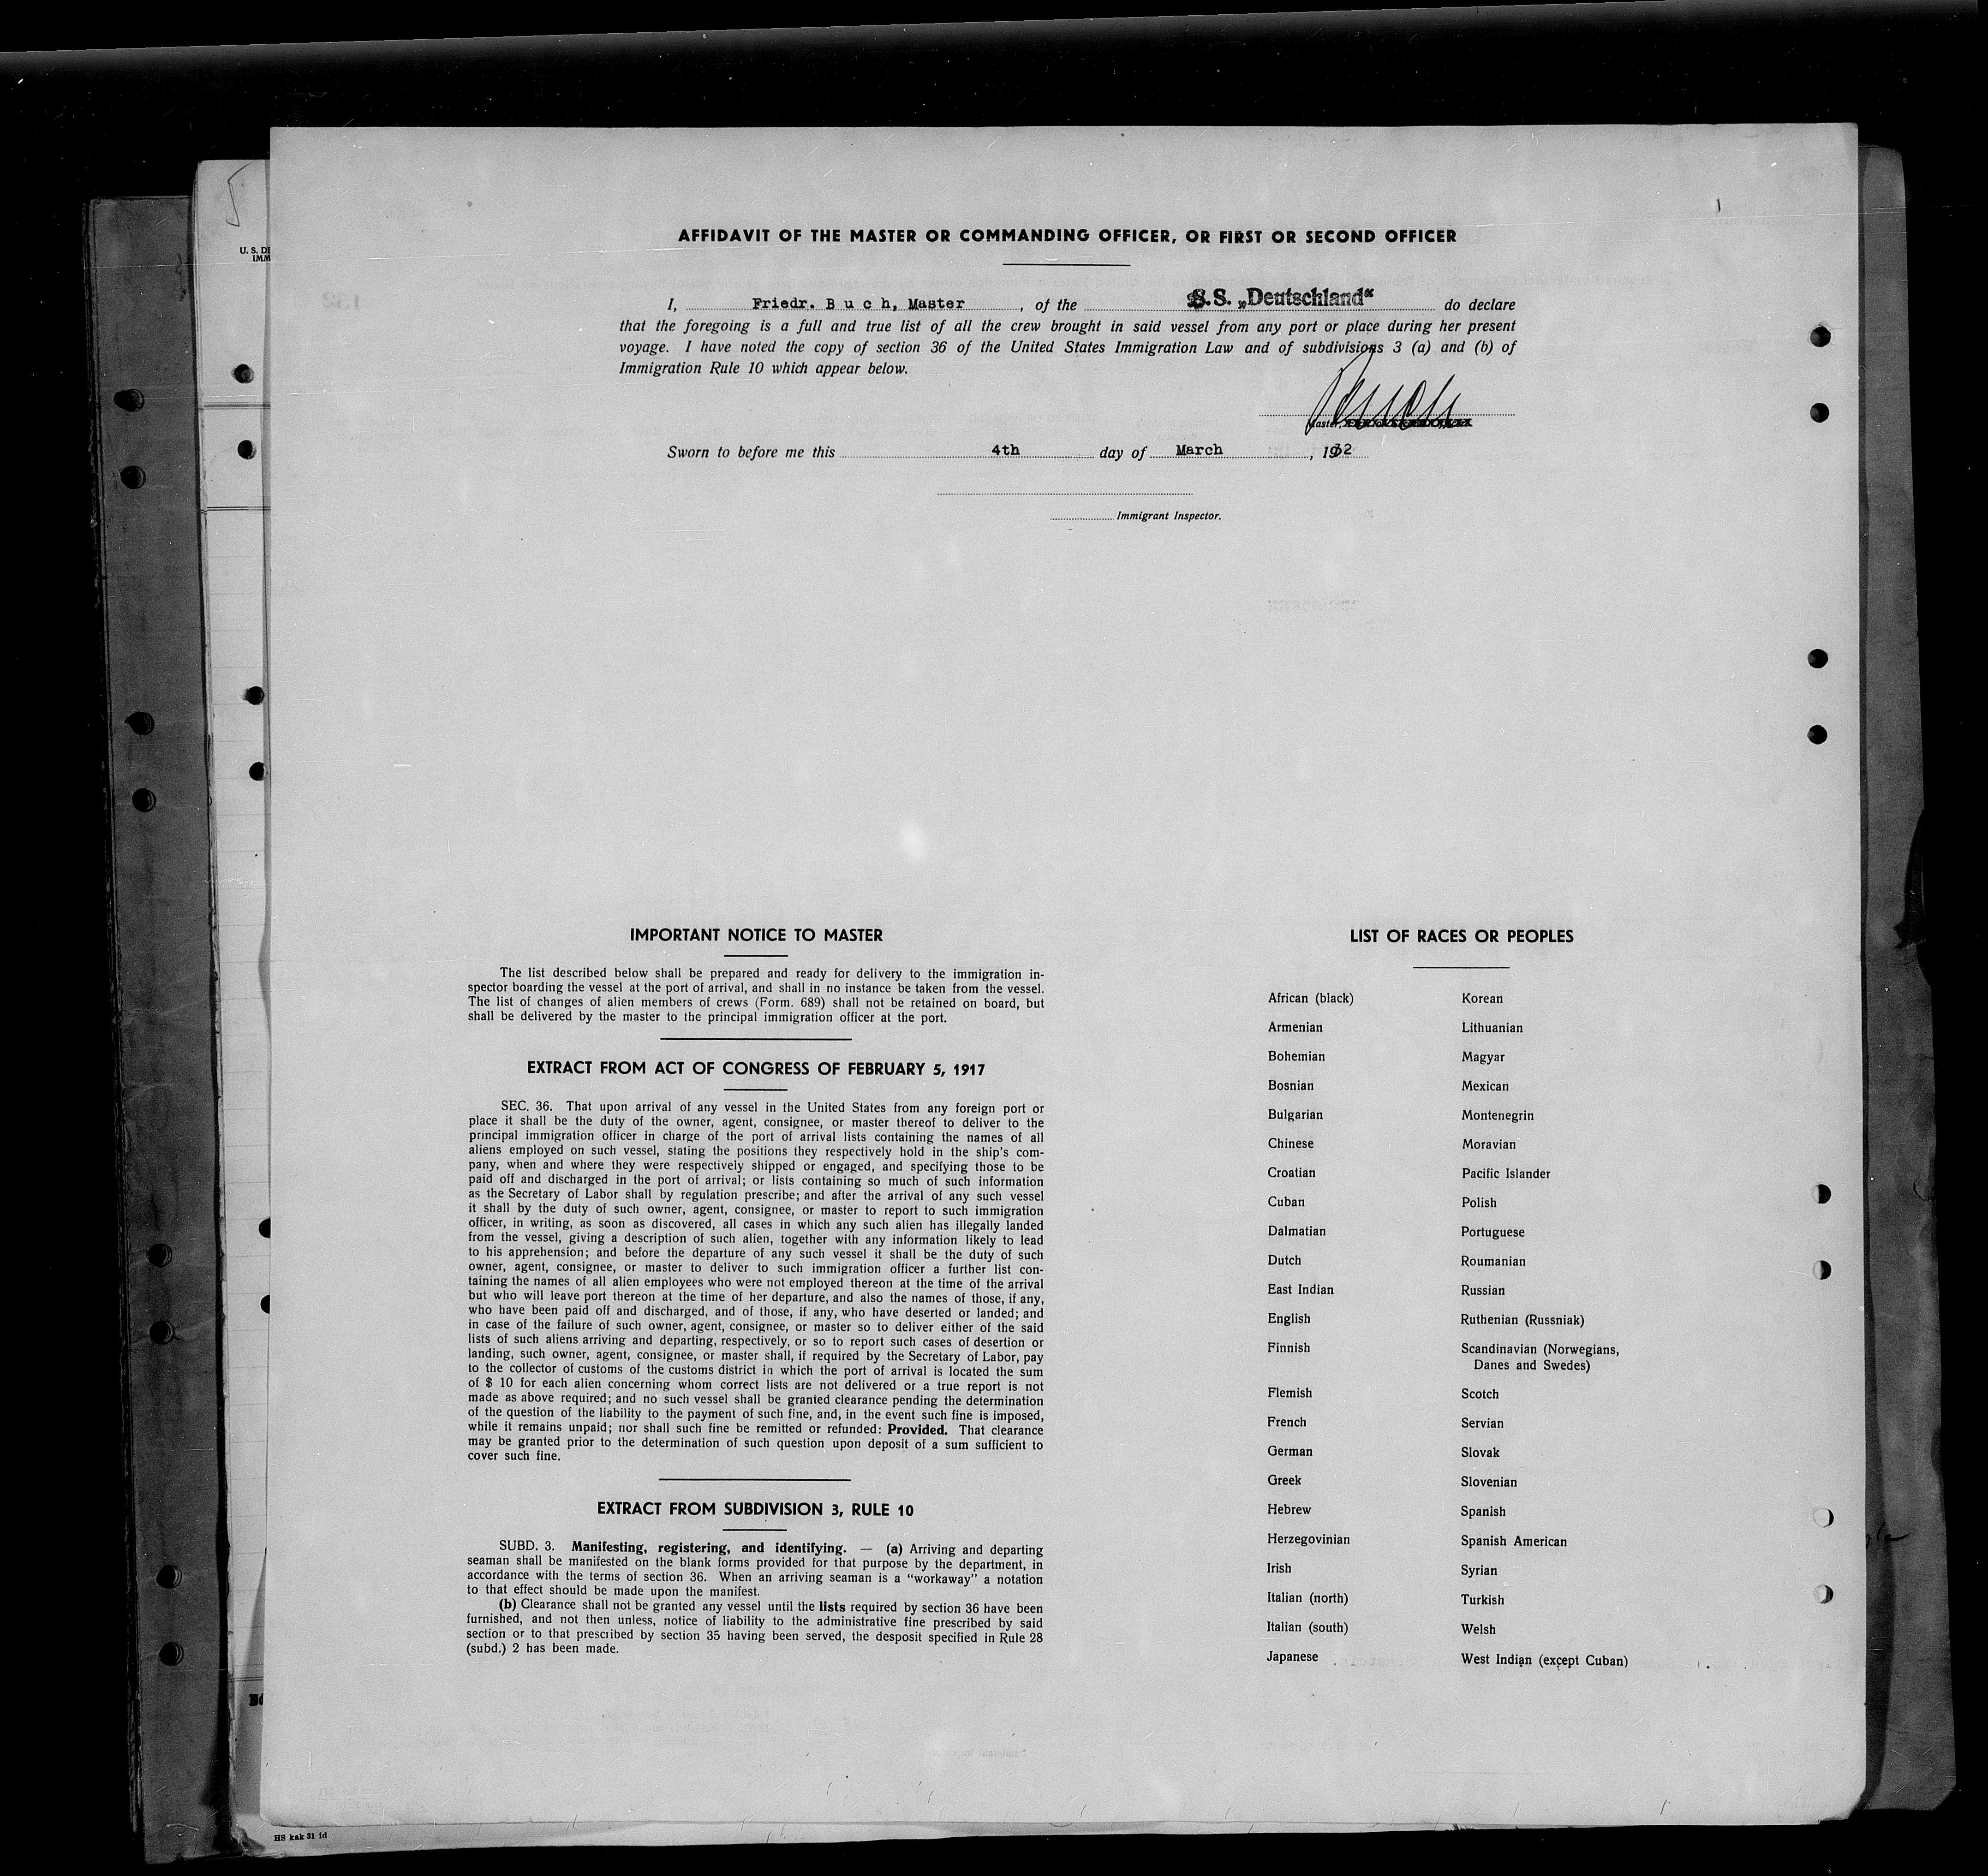 U. S. DE
IMM
AFFIDAVIT OF THE MASTER OR COMMANDING OFFICER, OR FIRST OR SECOND OFFICER
I, Friedr. B u c h, Master, of the S.S. „Deutschland“ do declare
that the foregoing is a full and true list of all the crew brought in said vessel from any port or place during her present
voyage. I have noted the copy of section 36 of the United States Immigration Law and of subdivisions 3 (a) and (b) of
Immigration Rule 10 which appear below.
Master,
Sworn to before me this 4th day of March, 1932
Immigrant Inspector.
IMPORTANT NOTICE TO MASTER
The list described below shall be prepared and ready for delivery to the immigration in-
spector boarding the vessel at the port of arrival, and shall in no instance be taken from the vessel.
The list of changes of alien members of crews (Form. 689) shall not be retained on board, but
shall be delivered by the master to the principal immigration officer at the port.
EXTRACT FROM ACT OF CONGRESS OF FEBRUARY 5, 1917
SEC. 36. That upon arrival of any vessel in the United States from any foreign port or
place it shall be the duty of the owner, agent, consignee, or master thereof to deliver to the
principal immigration officer in charge of the port of arrival lists containing the names of all
aliens employed on such vessel, stating the positions they respectively hold in the ship's com-
pany, when and where they were respectively shipped or engaged, and specifying those to be
paid off and discharged in the port of arrival; or lists containing so much of such information
as the Secretary of Labor shall by regulation prescribe; and after the arrival of any such vessel
it shall by the duty of such owner, agent, consignee, or master to report to such immigration
officer, in writing, as soon as discovered, all cases in which any such alien has illegally landed
from the vessel, giving a description of such alien, together with any information likely to lead
to his apprehension; and before the departure of any such vessel it shall be the duty of such
owner, agent, consignee, or master to deliver to such immigration officer a further list con-
taining the names of all alien employees who were not employed thereon at the time of the arrival
but who will leave port thereon at the time of her departure, and also the names of those, if any,
who have been paid off and discharged, and of those, if any, who have deserted or landed; and
in case of the failure of such owner, agent, consignee, or master so to deliver either of the said
lists of such aliens arriving and departing, respectively, or so to report such cases of desertion or
landing, such owner, agent, consignee, or master shall, if required by the Secretary of Labor, pay
to the collector of customs of the customs district in which the port of arrival is located the sum
of $ 10 for each alien concerning whom correct lists are not delivered or a true report is not
made as above required; and no such vessel shall be granted clearance pending the determination
of the question of the liability to the payment of such fine, and, in the event such fine is imposed,
while it remains unpaid; nor shall such fine be remitted or refunded: Provided. That clearance
may be granted prior to the determination of such question upon deposit of a sum sufficient to
cover such fine.
EXTRACT FROM SUBDIVISION 3, RULE 10
SUBD. 3. Manifesting, registering, and identifying. — (a) Arriving and departing
seaman shall be manifested on the blank forms provided for that purpose by the department, in
accordance with the terms of section 36. When an arriving seaman is a "workaway" a notation
to that effect should be made upon the manifest.
(b) Clearance shall not be granted any vessel until the lists required by section 36 have been
furnished, and not then unless, notice of liability to the administrative fine prescribed by said
section or to that prescribed by section 35 having been served, the desposit specified in Rule 28
(subd.) 2 has been made.
LIST OF RACES OR PEOPLES
African (black)
Armenian
Bohemian
Bosnian
Bulgarian
Chinese
Croatian
Cuban
Dalmatian
Dutch
East Indian
English
Finnish
Flemish
French
German
Greek
Hebrew
Herzegovinian
Irish
Italian (north)
Italian (south)
Japanese
Korean
Lithuanian
Magyar
Mexican
Montenegrin
Moravian
Pacific Islander
Polish
Portuguese
Roumanian
Russian
Ruthenian (Russniak)
Scandinavian (Norwegians,
Danes and Swedes)
Scotch
Servian
Slovak
Slovenian
Spanish
Spanish American
Syrian
Turkish
Welsh
West Indian (except Cuban)
H8 kak 31 id